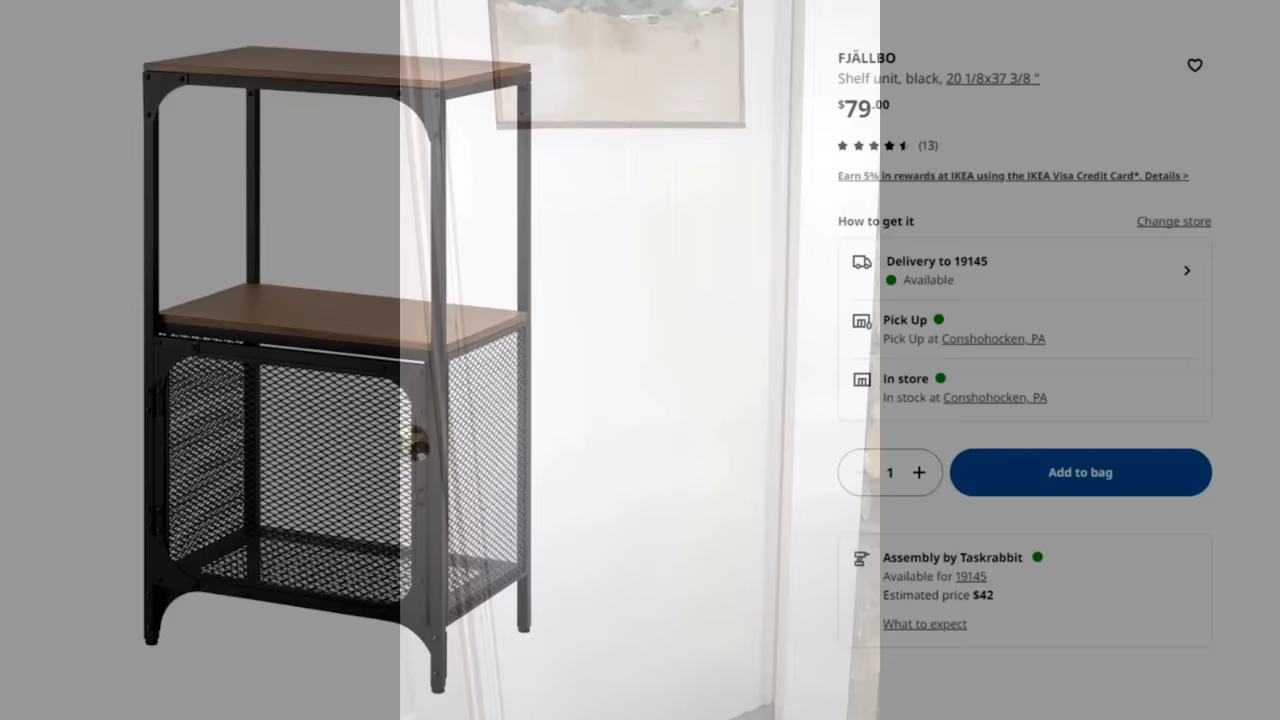 FJÄLLBO
Shelf unit, black, 20 1/8x37 3/8 "
$79.00
(13)
Earn 5% in rewards at IKEA using the IKEA Visa Credit Card*. Details >
How to get it
Change store
Delivery to 19145
Available
Pick Up
Pick Up at Conshohocken, PA
In store
In stock at Conshohocken, PA
1
Add to bag
Assembly by Taskrabbit
Available for 19145
Estimated price $42
What to expect